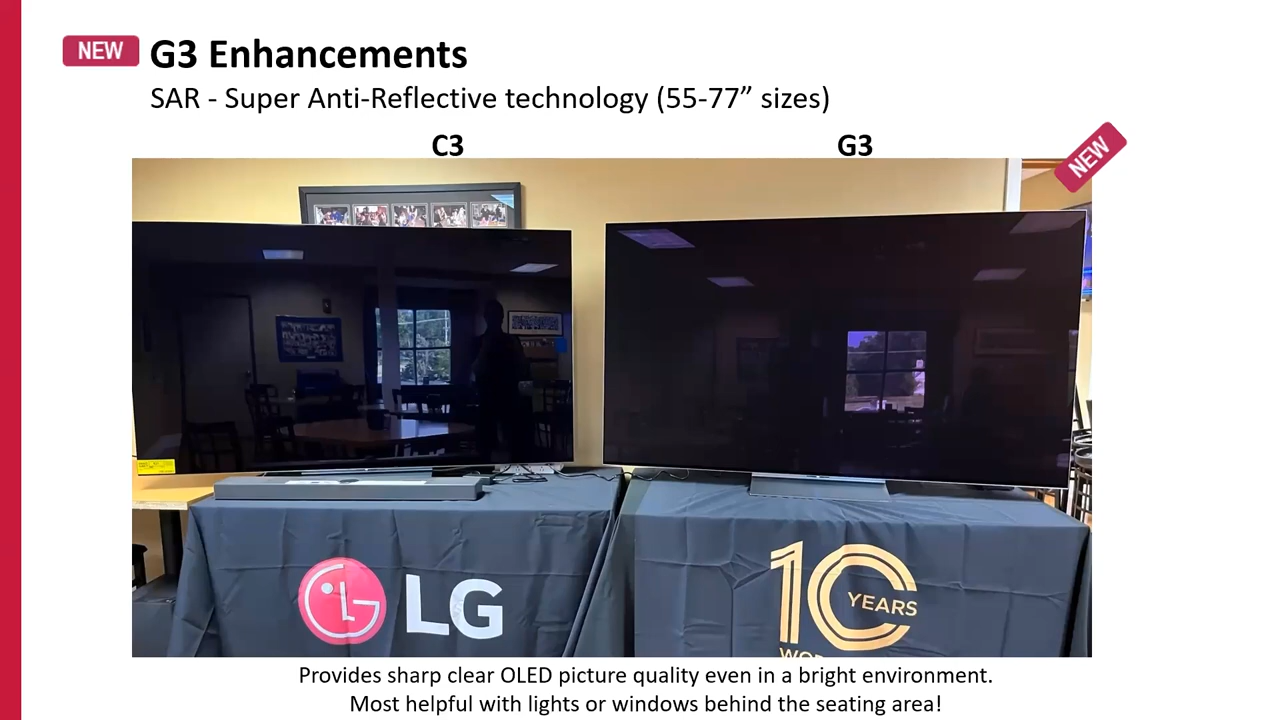 NEW
G3 Enhancements
SAR - Super Anti-Reflective technology (55-77” sizes)
C3
G3
NEW
LG
10
YEARS
Provides sharp clear OLED picture quality even in a bright environment.
Most helpful with lights or windows behind the seating area!